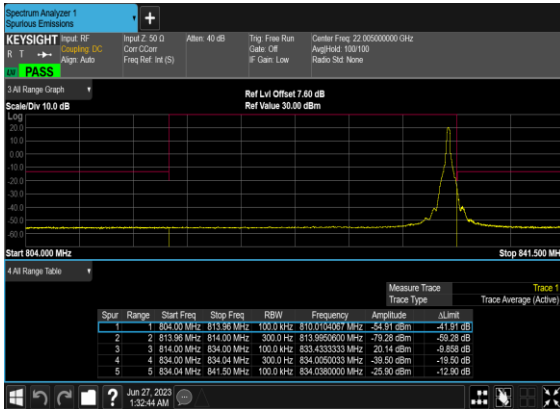 Spectrum Analyzer 1
Spurious Emissions
+
KEYSIGHT Input: RF Input Z: 50 Ω Atten: 40 dB Trig: Free Run Center Freq: 22.005000000 GHz
R T Coupling: DC Corr CCorr Gate: Off Avg|Hold: 100/100
Align: Auto Freq Ref: Int (S) IF Gain: Low Radio Std: None
PASS
3 All Range Graph
Ref Lvl Offset 7.60 dB
Scale/Div 10.0 dB Ref Value 30.00 dBm
Log
20.0
10.0
0.00
-10.0
-20.0
-30.0
-40.0
-50.0
-60.0
Start 804.000 MHz Stop 841.500 MH
4 All Range Table
Measure Trace Trace 1
Trace Type Trace Average (Active)
Spur Range Start Freq Stop Freq RBW Frequency Amplitude ΔLimit
1 1 804.00 MHz 813.96 MHz 100.0 kHz 810.0104067 MHz -54.91 dBm -41.91 dB
2 2 813.96 MHz 814.00 MHz 300.0 Hz 813.9950600 MHz -79.28 dBm -59.28 dB
3 3 814.00 MHz 834.00 MHz 100.0 kHz 833.4333333 MHz 20.14 dBm -9.858 dB
4 4 834.00 MHz 834.04 MHz 300.0 Hz 834.0050033 MHz -39.50 dBm -19.50 dB
5 5 834.04 MHz 841.50 MHz 100.0 kHz 834.0380000 MHz -25.90 dBm -12.90 dB
?
Jun 27, 2023
1:32:44 AM